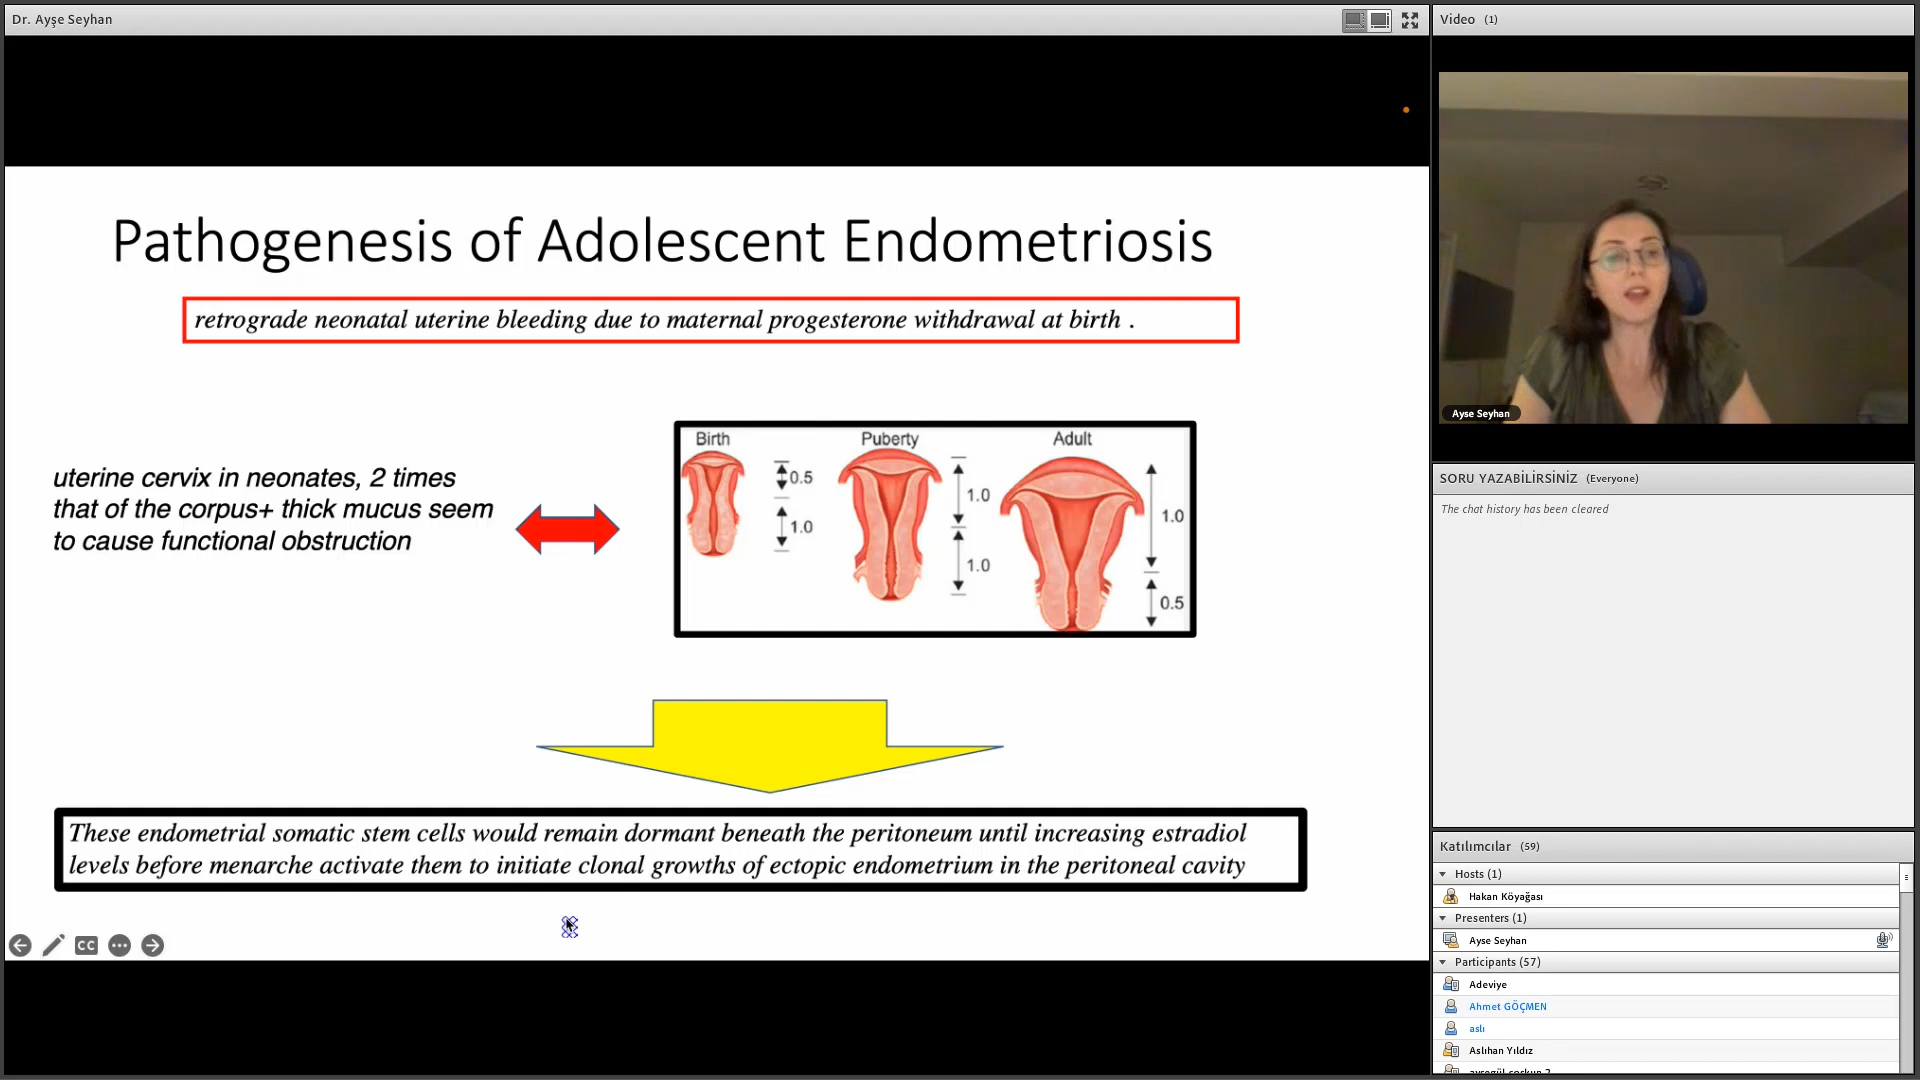 Dr. Ayşe Seyhan
Pathogenesis of Adolescent Endometriosis
retrograde neonatal uterine bleeding due to maternal progesterone withdrawal at birth .
uterine cervix in neonates, 2 times
that of the corpus+ thick mucus seem
to cause functional obstruction
Birth
Puberty
Adult
0.5
1.0
1.0
1.0
1.0
0.5
These endometrial somatic stem cells would remain dormant beneath the peritoneum until increasing estradiol
levels before menarche activate them to initiate clonal growths of ectopic endometrium in the peritoneal cavity
CC
Video (1)
Ayse Seyhan
SORU YAZABİLİRSİNİZ (Everyone)
The chat history has been cleared
Katılımcılar (59)
Hosts (1)
Hakan Köyağası
Presenters (1)
Ayse Seyhan
Participants (57)
Adeviye
Ahmet GÖÇMEN
aslı
Aslıhan Yıldız